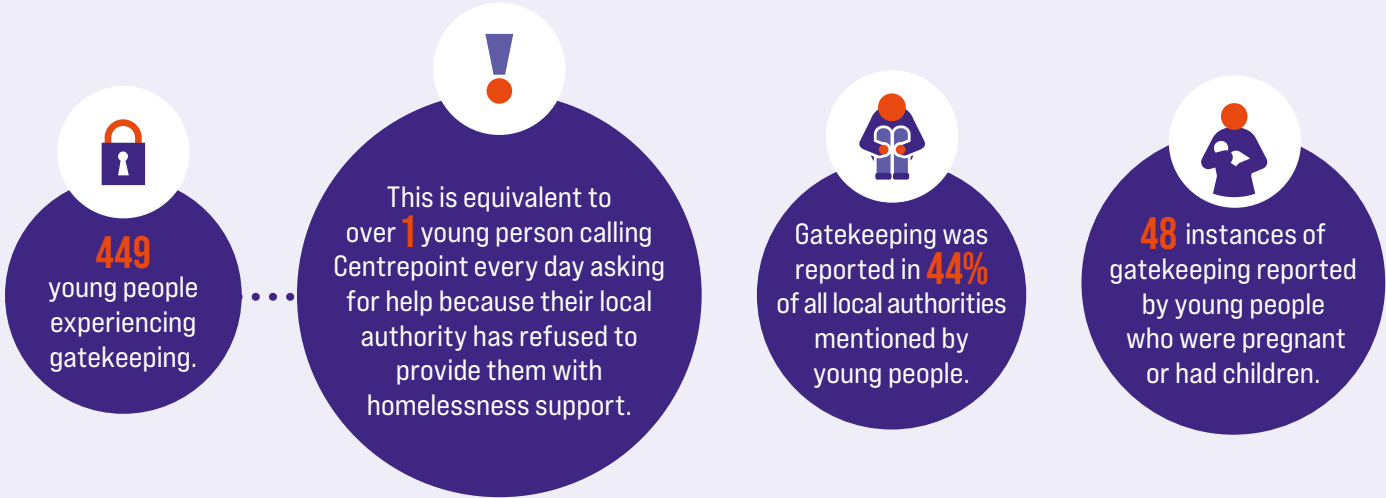 449
young people
experiencing
gatekeeping.
This is equivalent to
over 1 young person calling
Centrepoint every day asking
for help because their local
authority has refused to
provide them with
homelessness support.
Gatekeeping was
reported in 44%
of all local authorities
mentioned by
young people.
48 instances of
gatekeeping reported
by young people
who were pregnant
or had children.